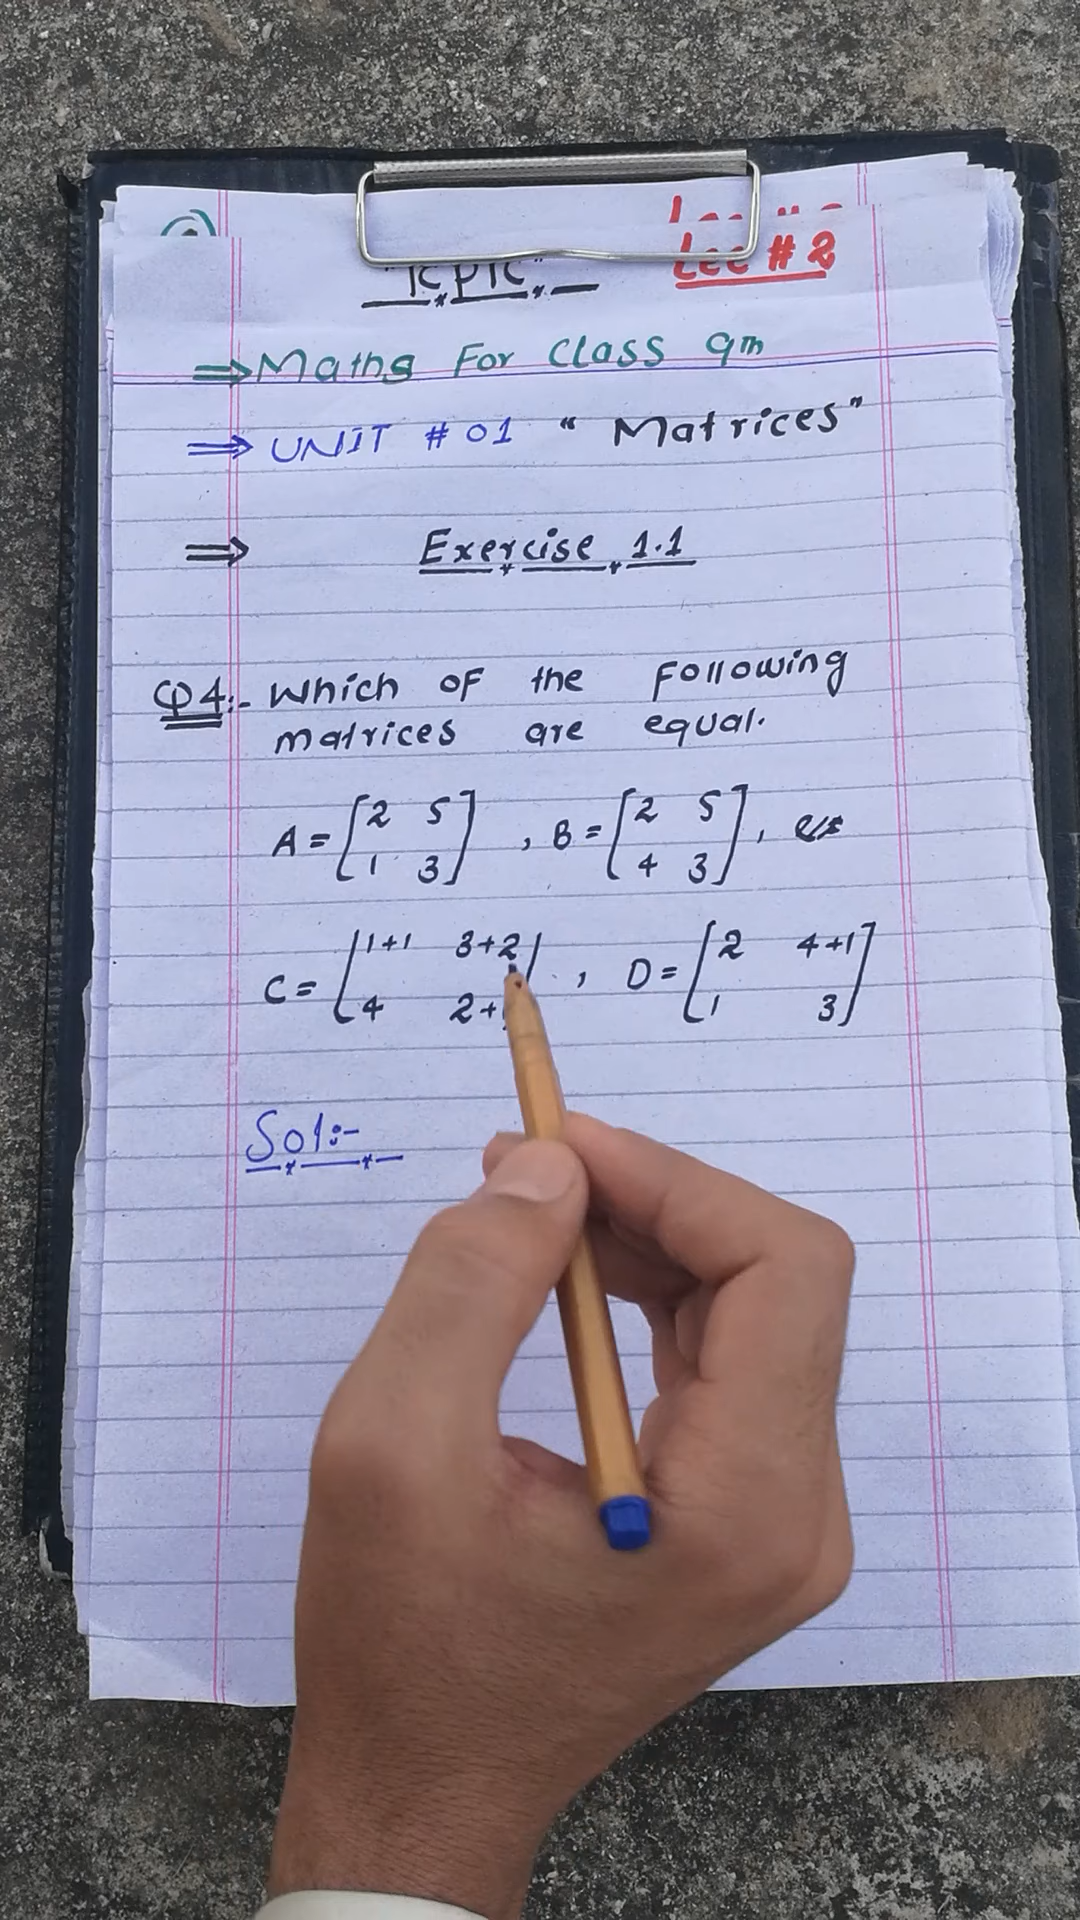 "Topic"
Lec # 2
⇒ Maths For Class 9th
⇒ UNIT # 01 " Matrices"
⇒ Exercise 1.1
Q4:- Which of the following
matrices are equal.
A = [2 5 , B = [2 5 ,
1 3] 4 3]
C = [1+1 3+2 , D = [2 4+1
4 2+ ] 1 3]
Sol:-